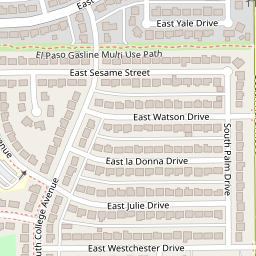 East Yale Drive
El Paso Gasline Multi Use Path
East Sesame Street
East Watson Drive
South Palm Drive
East la Donna Drive
South College Avenue
East Julie Drive
East Westchester Drive